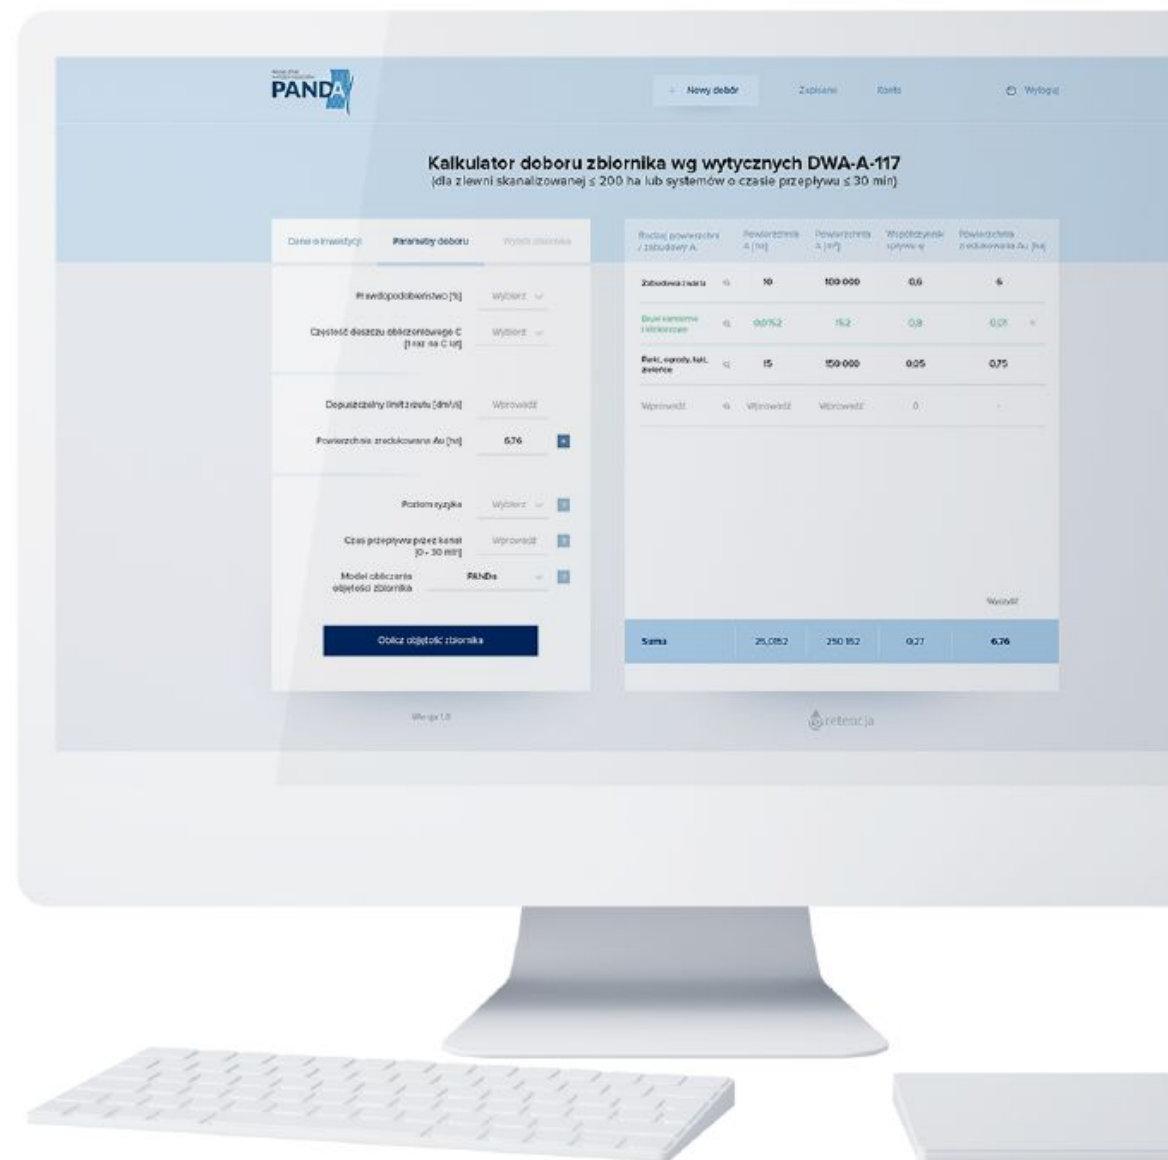 PANDA
Nowy dobór
Zapisane
Konto
Wyloguj
Kalkulator doboru zbiornika wg wytycznych DWA-A-117
(dla zlewni skanalizowanej ≤ 200 ha lub systemów o czasie przepływu ≤ 30 min)
Dane o inwestycji
Parametry doboru
Wybór zbiornika
Prawdopodobieństwo [%]
Wybierz
Częstość deszczu obliczeniowego C
[1 raz na C lat]
Wybierz
Dopuszczalny limit zrzutu [dm³/s]
Wprowadź
Powierzchnia zredukowana Au [ha]
6,76
Poziom ryzyka
Wybierz
?
Czas przepływu przez kanał
[0 - 30 min]
Wprowadź
?
Model obliczania
objętości zbiornika
PANDa
?
Oblicz objętość zbiornika
Rodzaj powierzchni
/ zabudowy A.
Powierzchnia
A [ha]
Powierzchnia
A [m²]
Współczynnik
spływu ψ
Powierzchnia
zredukowana Au [ha]
Zabudowa zwarta
10
100 000
0,6
6
Bruki kamienne
i klinkierowe
0,0152
152
0,8
0,01
Parki, ogrody, łąki,
zieleńce
15
150 000
0,05
0,75
Wprowadź
Wprowadź
Wprowadź
0
-
Wyczyść
Suma
25,0152
250 152
0,27
6,76
Wersja 1.0
retencja